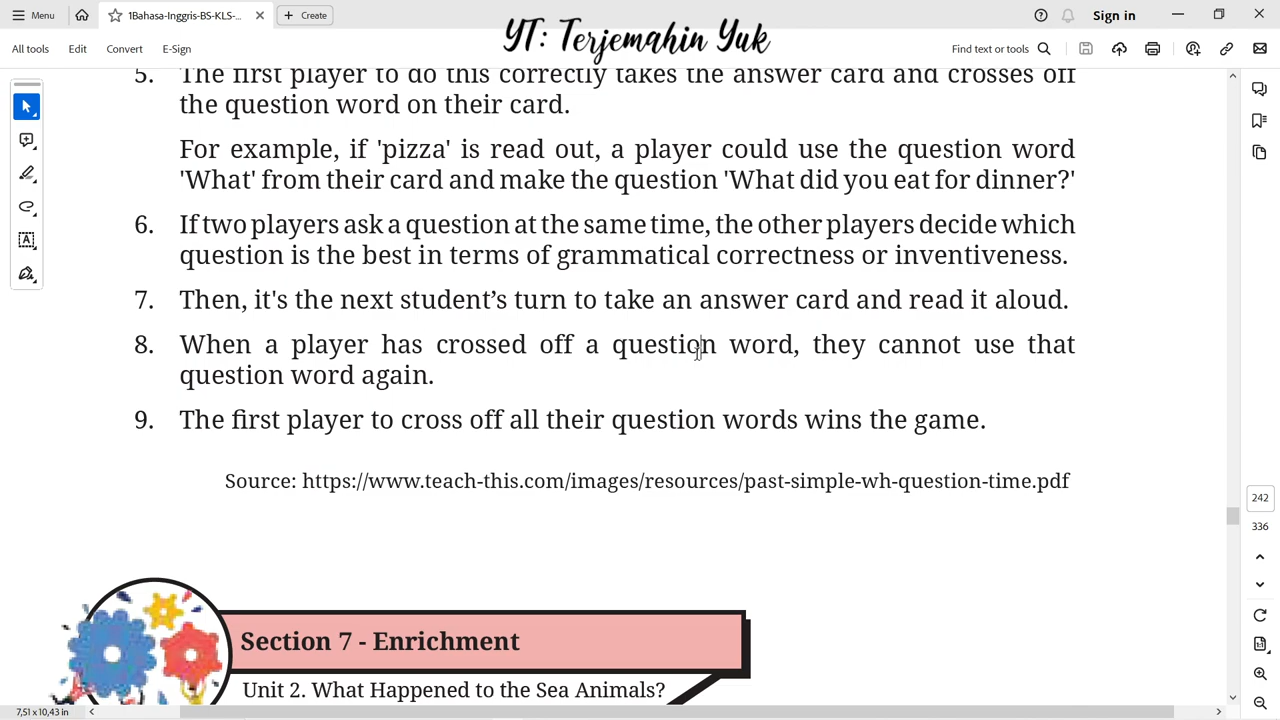 Menu
1Bahasa-Inggris-BS-KLS-...
Create
Sign in
YT: Terjemahin Yuk
All tools
Edit
Convert
E-Sign
Find text or tools
5. The first player to do this correctly takes the answer card and crosses off
the question word on their card.
For example, if 'pizza' is read out, a player could use the question word
'What' from their card and make the question 'What did you eat for dinner?'
6. If two players ask a question at the same time, the other players decide which
question is the best in terms of grammatical correctness or inventiveness.
7. Then, it's the next student’s turn to take an answer card and read it aloud.
8. When a player has crossed off a question word, they cannot use that
question word again.
9. The first player to cross off all their question words wins the game.
Source: https://www.teach-this.com/images/resources/past-simple-wh-question-time.pdf
242
336
Section 7 - Enrichment
Unit 2. What Happened to the Sea Animals?
7,51 x 10,43 in